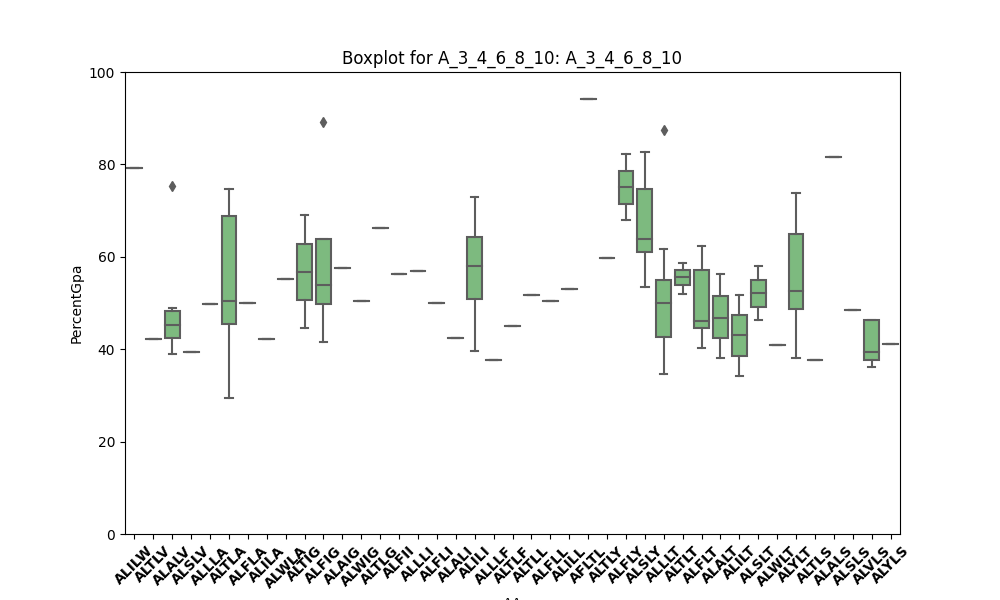 Boxplot for A_3_4_6_8_10: A_3_4_6_8_10
100
80
60
40
20
0
PercentGpa
ALILW
ALTLV
ALALV
ALSLV
ALLLA
ALTLA
ALFLA
ALILA
ALWLA
ALTIG
ALFIG
ALAIG
ALWIG
ALTLG
ALFII
ALLLI
ALFLI
ALALI
ALILI
ALLLF
ALTLF
ALTLL
ALFLL
ALILL
AFLTL
ALTLY
ALFLY
ALSLY
ALLLT
ALTLT
ALFLT
ALALT
ALILT
ALSLT
ALWLT
ALYLT
ALTLS
ALALS
ALSLS
ALVLS
ALYLS